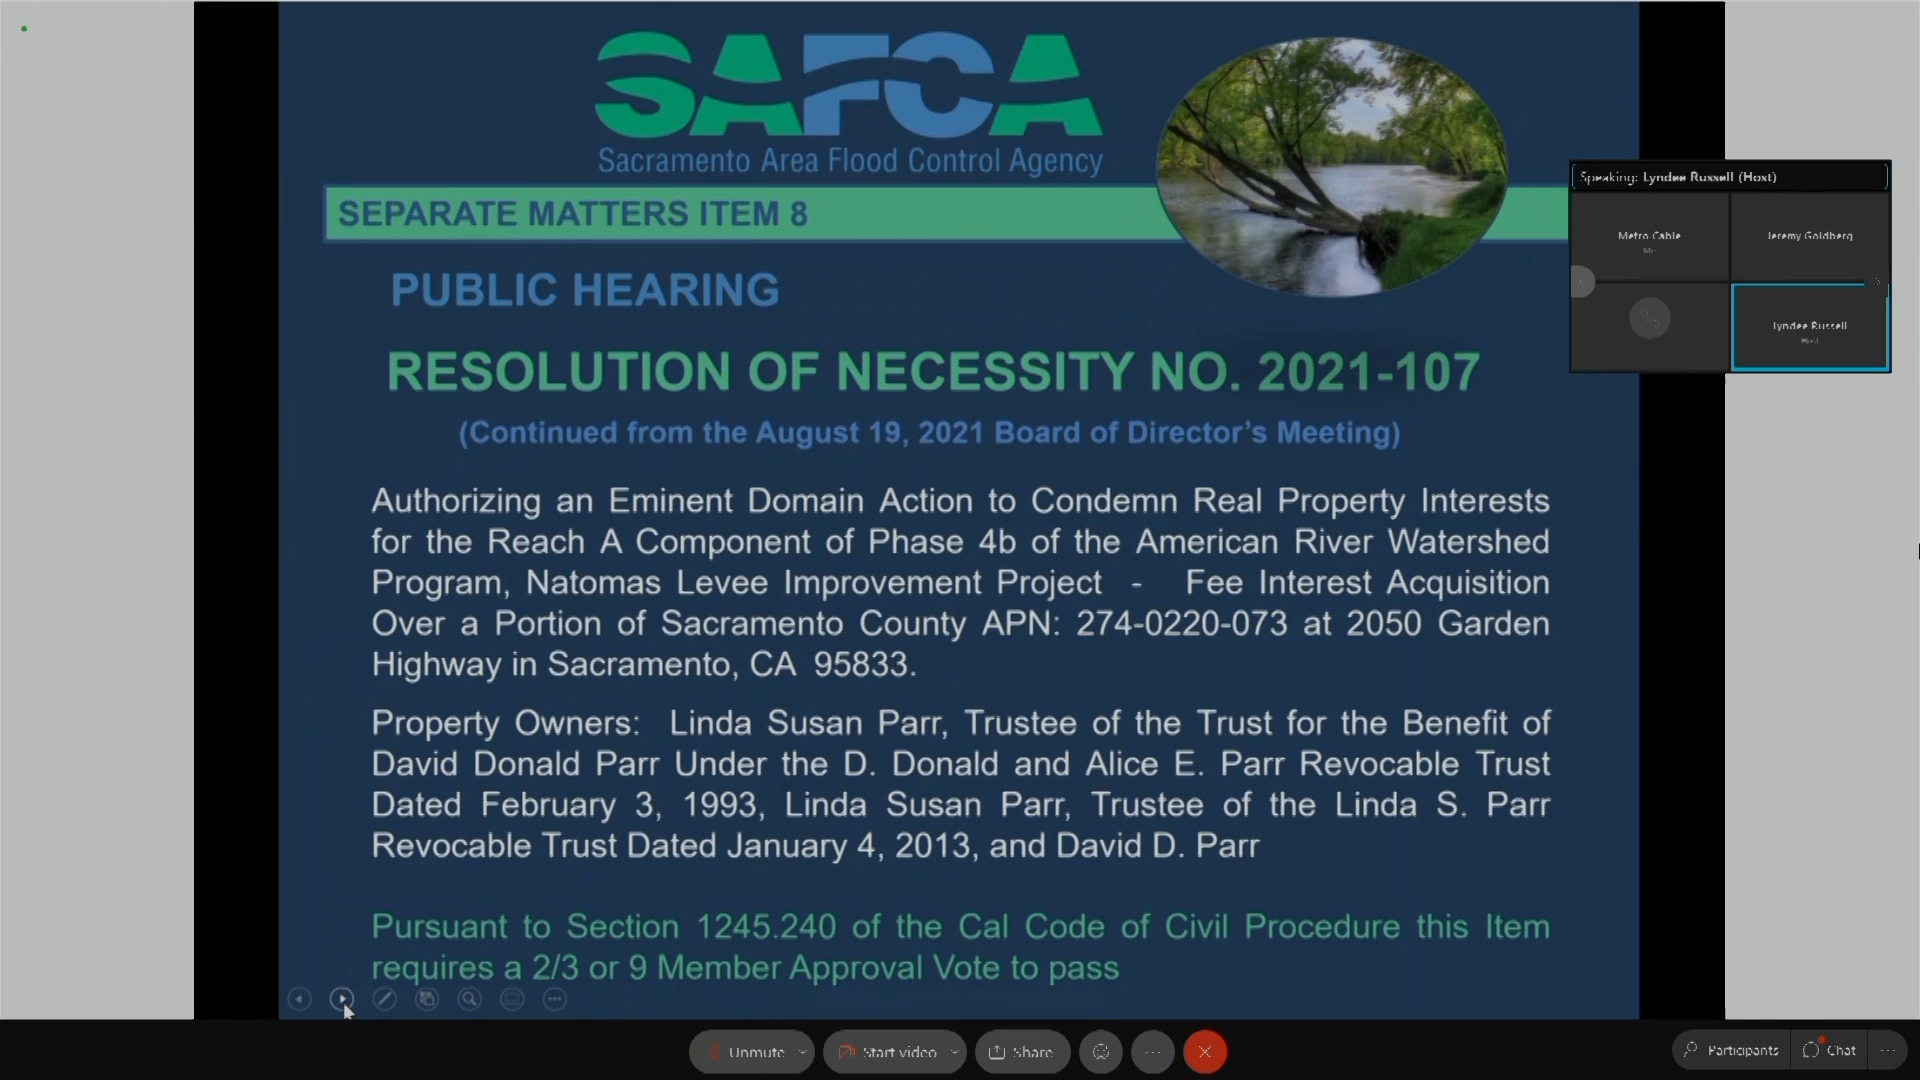 SAFCA
Sacramento Area Flood Control Agency
SEPARATE MATTERS ITEM 8
PUBLIC HEARING
RESOLUTION OF NECESSITY NO. 2021-107
(Continued from the August 19, 2021 Board of Director’s Meeting)
Authorizing an Eminent Domain Action to Condemn Real Property Interests
for the Reach A Component of Phase 4b of the American River Watershed
Program, Natomas Levee Improvement Project - Fee Interest Acquisition
Over a Portion of Sacramento County APN: 274-0220-073 at 2050 Garden
Highway in Sacramento, CA 95833.
Property Owners: Linda Susan Parr, Trustee of the Trust for the Benefit of
David Donald Parr Under the D. Donald and Alice E. Parr Revocable Trust
Dated February 3, 1993, Linda Susan Parr, Trustee of the Linda S. Parr
Revocable Trust Dated January 4, 2013, and David D. Parr
Pursuant to Section 1245.240 of the Cal Code of Civil Procedure this Item
requires a 2/3 or 9 Member Approval Vote to pass
Speaking: Lyndee Russell (Host)
Metro Cable
Jeremy Goldberg
Lyndee Russell
Host
Unmute
Start video
Share
Participants
Chat